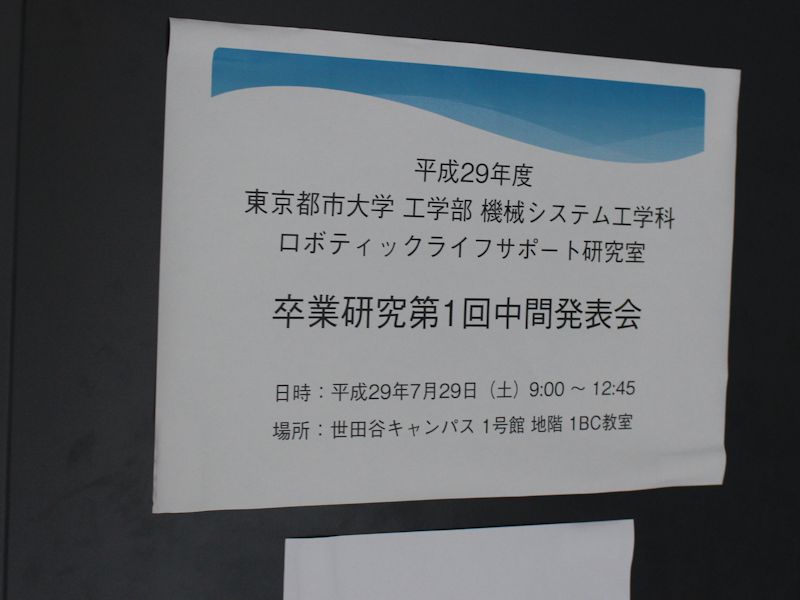 平成29年度
東京都市大学 工学部 機械システム工学科
ロボティックライフサポート研究室
卒業研究第1回中間発表会
日時：平成29年7月29日（土）9:00 ～ 12:45
場所：世田谷キャンパス 1号館 地階 1BC教室